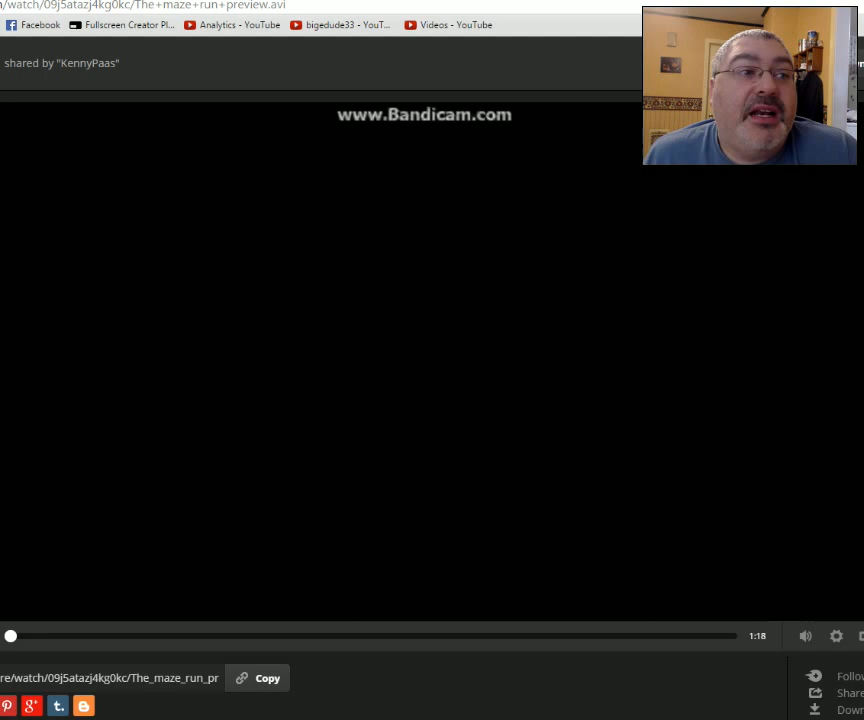 /watch/09j5atazj4kg0kc/The+maze+run+preview.avi
Facebook Fullscreen Creator Pl... Analytics - YouTube bigedude33 - YouT... Videos - YouTube
shared by "KennyPaas"
www.Bandicam.com
1:18
re/watch/09j5atazj4kg0kc/The_maze_run_pr Copy
Follo
Share
Down